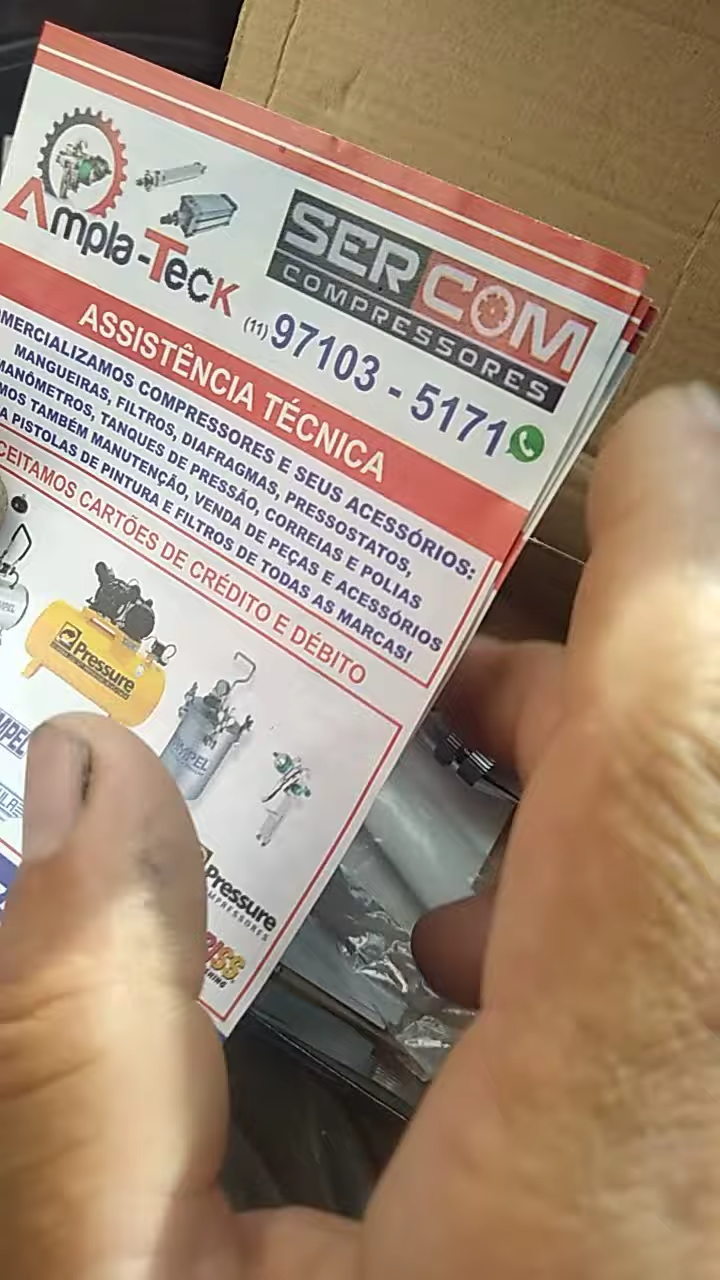 Ampla-Teck
SERCOM
COMPRESSORES
(11) 97103 - 5171
ASSISTÊNCIA TÉCNICA
COMERCIALIZAMOS COMPRESSORES E SEUS ACESSÓRIOS:
MANGUEIRAS, FILTROS, DIAFRAGMAS, PRESSOSTATOS,
MANÔMETROS, TANQUES DE PRESSÃO, CORREIAS E POLIAS
MOS TAMBÉM MANUTENÇÃO, VENDA DE PEÇAS E ACESSÓRIOS
A PISTOLAS DE PINTURA E FILTROS DE TODAS AS MARCAS!
CEITAMOS CARTÕES DE CRÉDITO E DÉBITO
Pressure
MPEL
Pressure